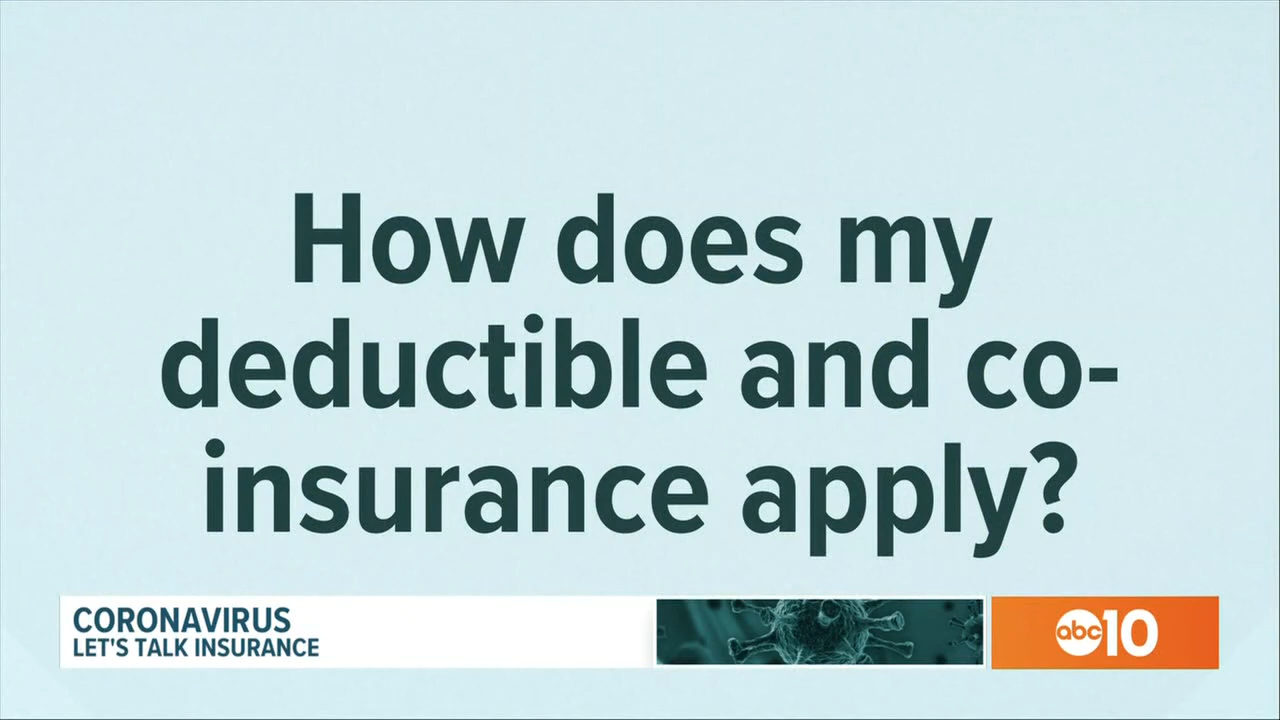 How does my
deductible and co-
insurance apply?
CORONAVIRUS
LET'S TALK INSURANCE
abc10